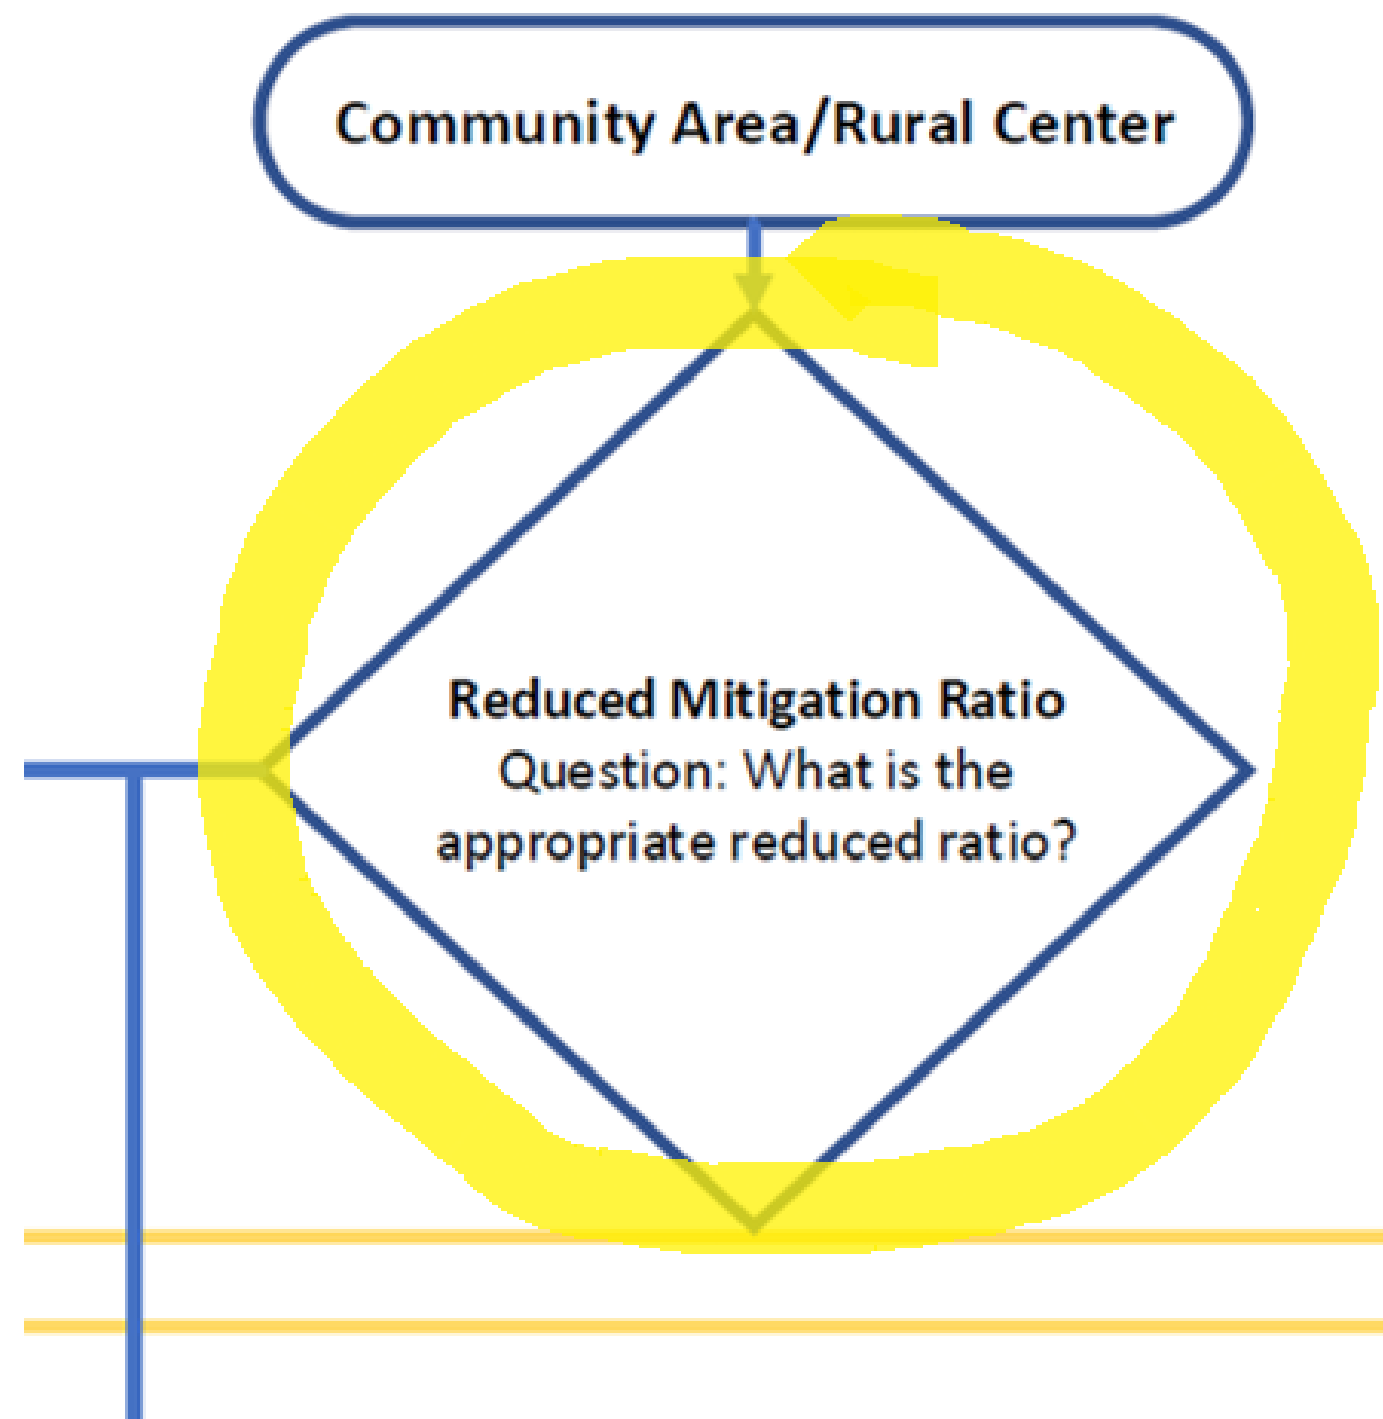 Community Area/Rural Center
Reduced Mitigation Ratio
Question: What is the
appropriate reduced ratio?